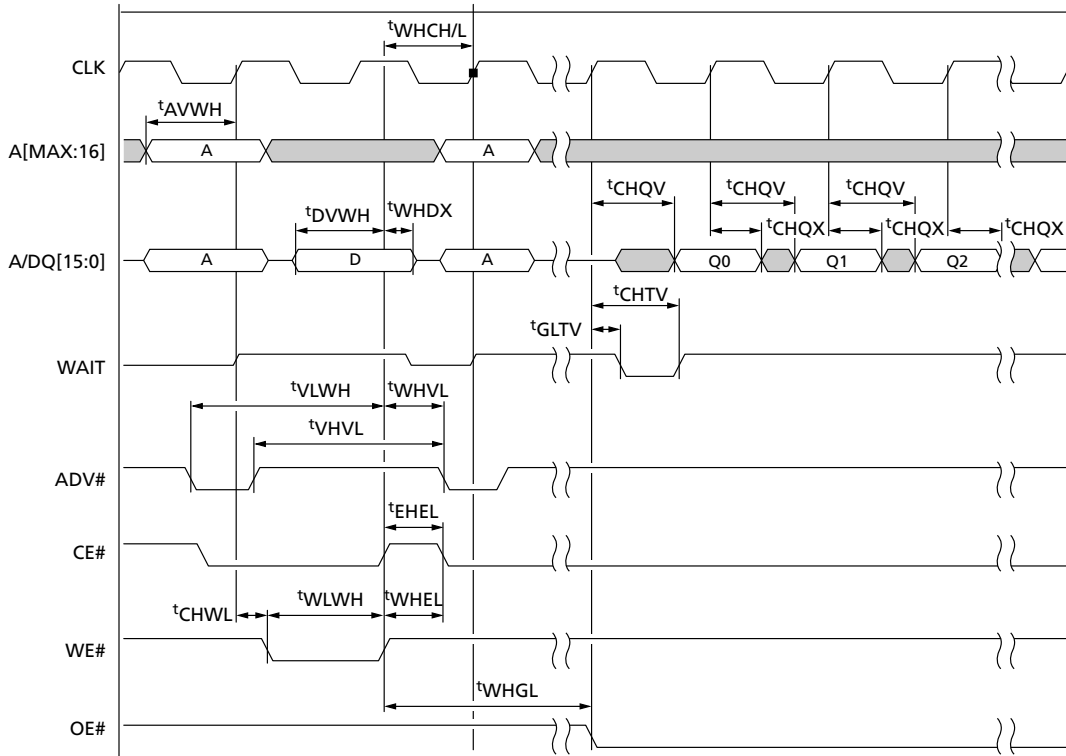 tWHCH/L
CLK
tAVWH
A[MAX:16]
A
A
tCHQV
tCHQV
tCHQV
tDVWH
tWHDX
tCHQX
tCHQX
tCHQX
A/DQ[15:0]
A
D
A
Q0
Q1
Q2
tCHTV
tGLTV
WAIT
tVLWH
tWHVL
tVHVL
ADV#
tEHEL
CE#
tCHWL
tWLWH
tWHEL
WE#
tWHGL
OE#